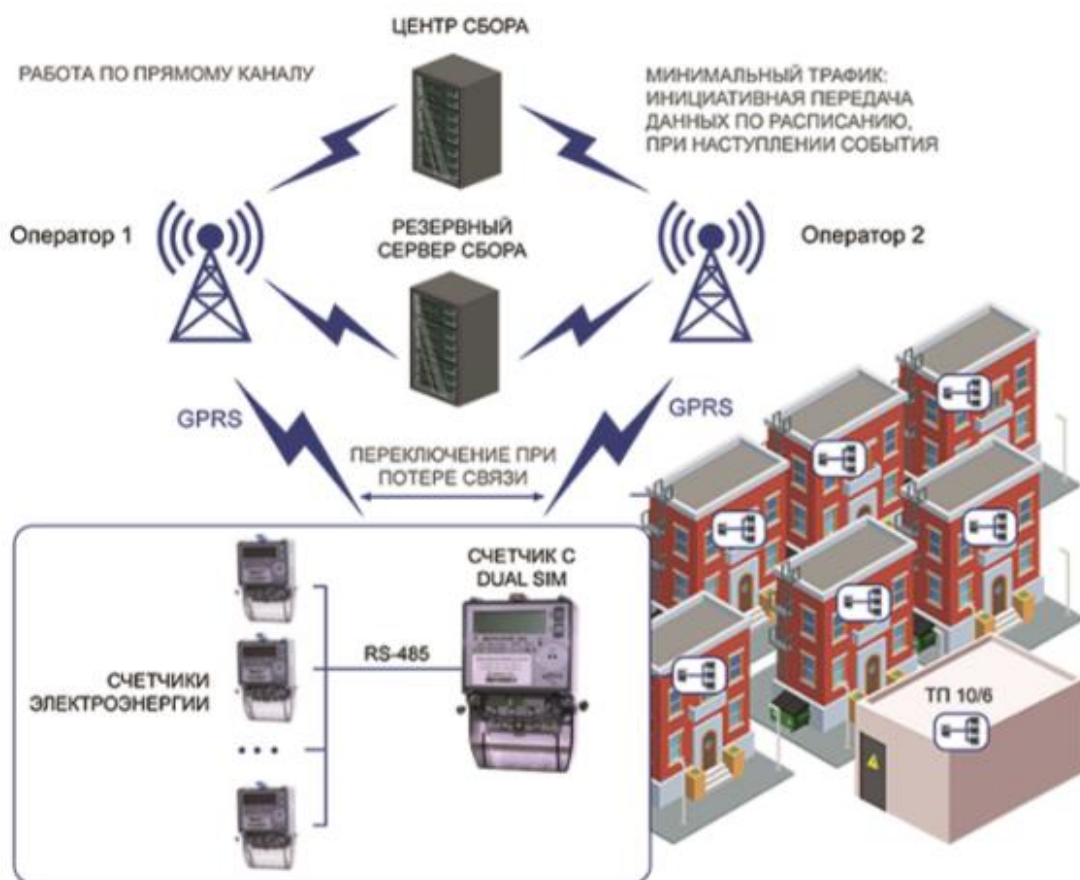 ЦЕНТР СБОРА
РАБОТА ПО ПРЯМОМУ КАНАЛУ
МИНИМАЛЬНЫЙ ТРАФИК:
ИНИЦИАТИВНАЯ ПЕРЕДАЧА
ДАННЫХ ПО РАСПИСАНИЮ,
ПРИ НАСТУПЛЕНИИ СОБЫТИЯ
Оператор 1
РЕЗЕРВНЫЙ
СЕРВЕР СБОРА
Оператор 2
GPRS
GPRS
ПЕРЕКЛЮЧЕНИЕ ПРИ
ПОТЕРЕ СВЯЗИ
СЧЕТЧИК С
DUAL SIM
RS-485
СЧЕТЧИКИ
ЭЛЕКТРОЭНЕРГИИ
ТП 10/6